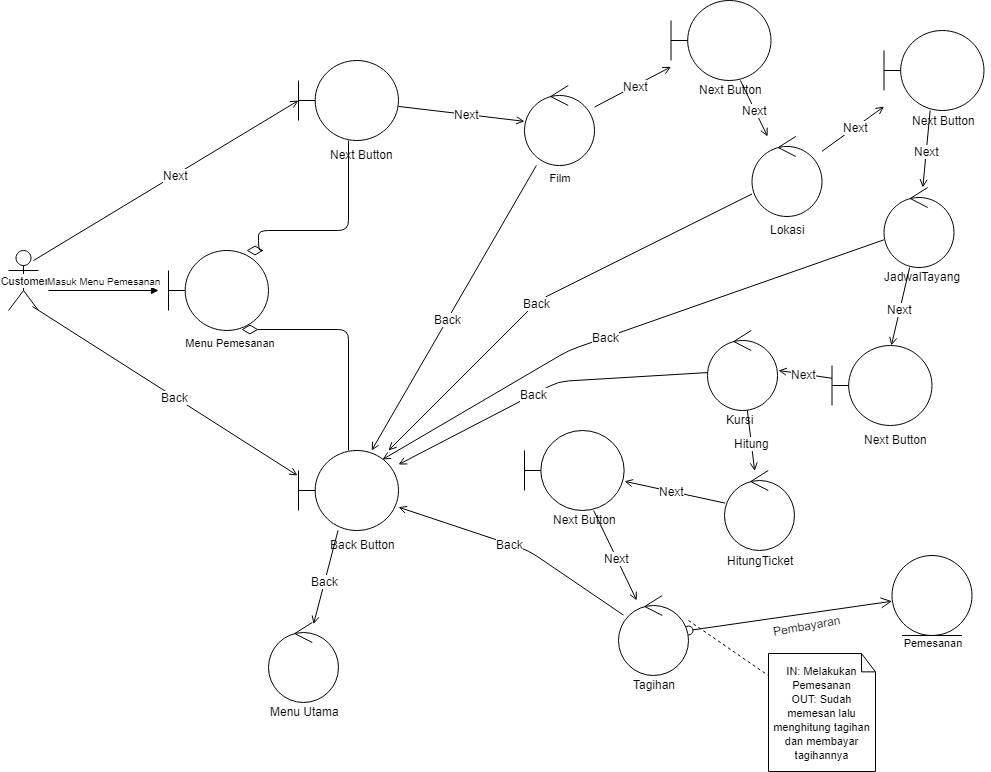 Next Button
Next
Next
Next Button
Next
Next
Next Button
Next
Next
Film
Lokasi
Next
Customer
Masuk Menu Pemesanan
JadwalTayang
Back
Next
Back
Menu Pemesanan
Back
Next
Back
Back
Kursi
Next Button
Hitung
Next
Next Button
Back Button
Back
Next
HitungTicket
Back
Pembayaran
Pemesanan
Tagihan
Menu Utama
IN: Melakukan
Pemesanan
OUT: Sudah
memesan lalu
menghitung tagihan
dan membayar
tagihannya